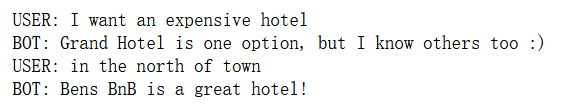 USER: I want an expensive hotel
BOT: Grand Hotel is one option, but I know others too :)
USER: in the north of town
BOT: Bens BnB is a great hotel!